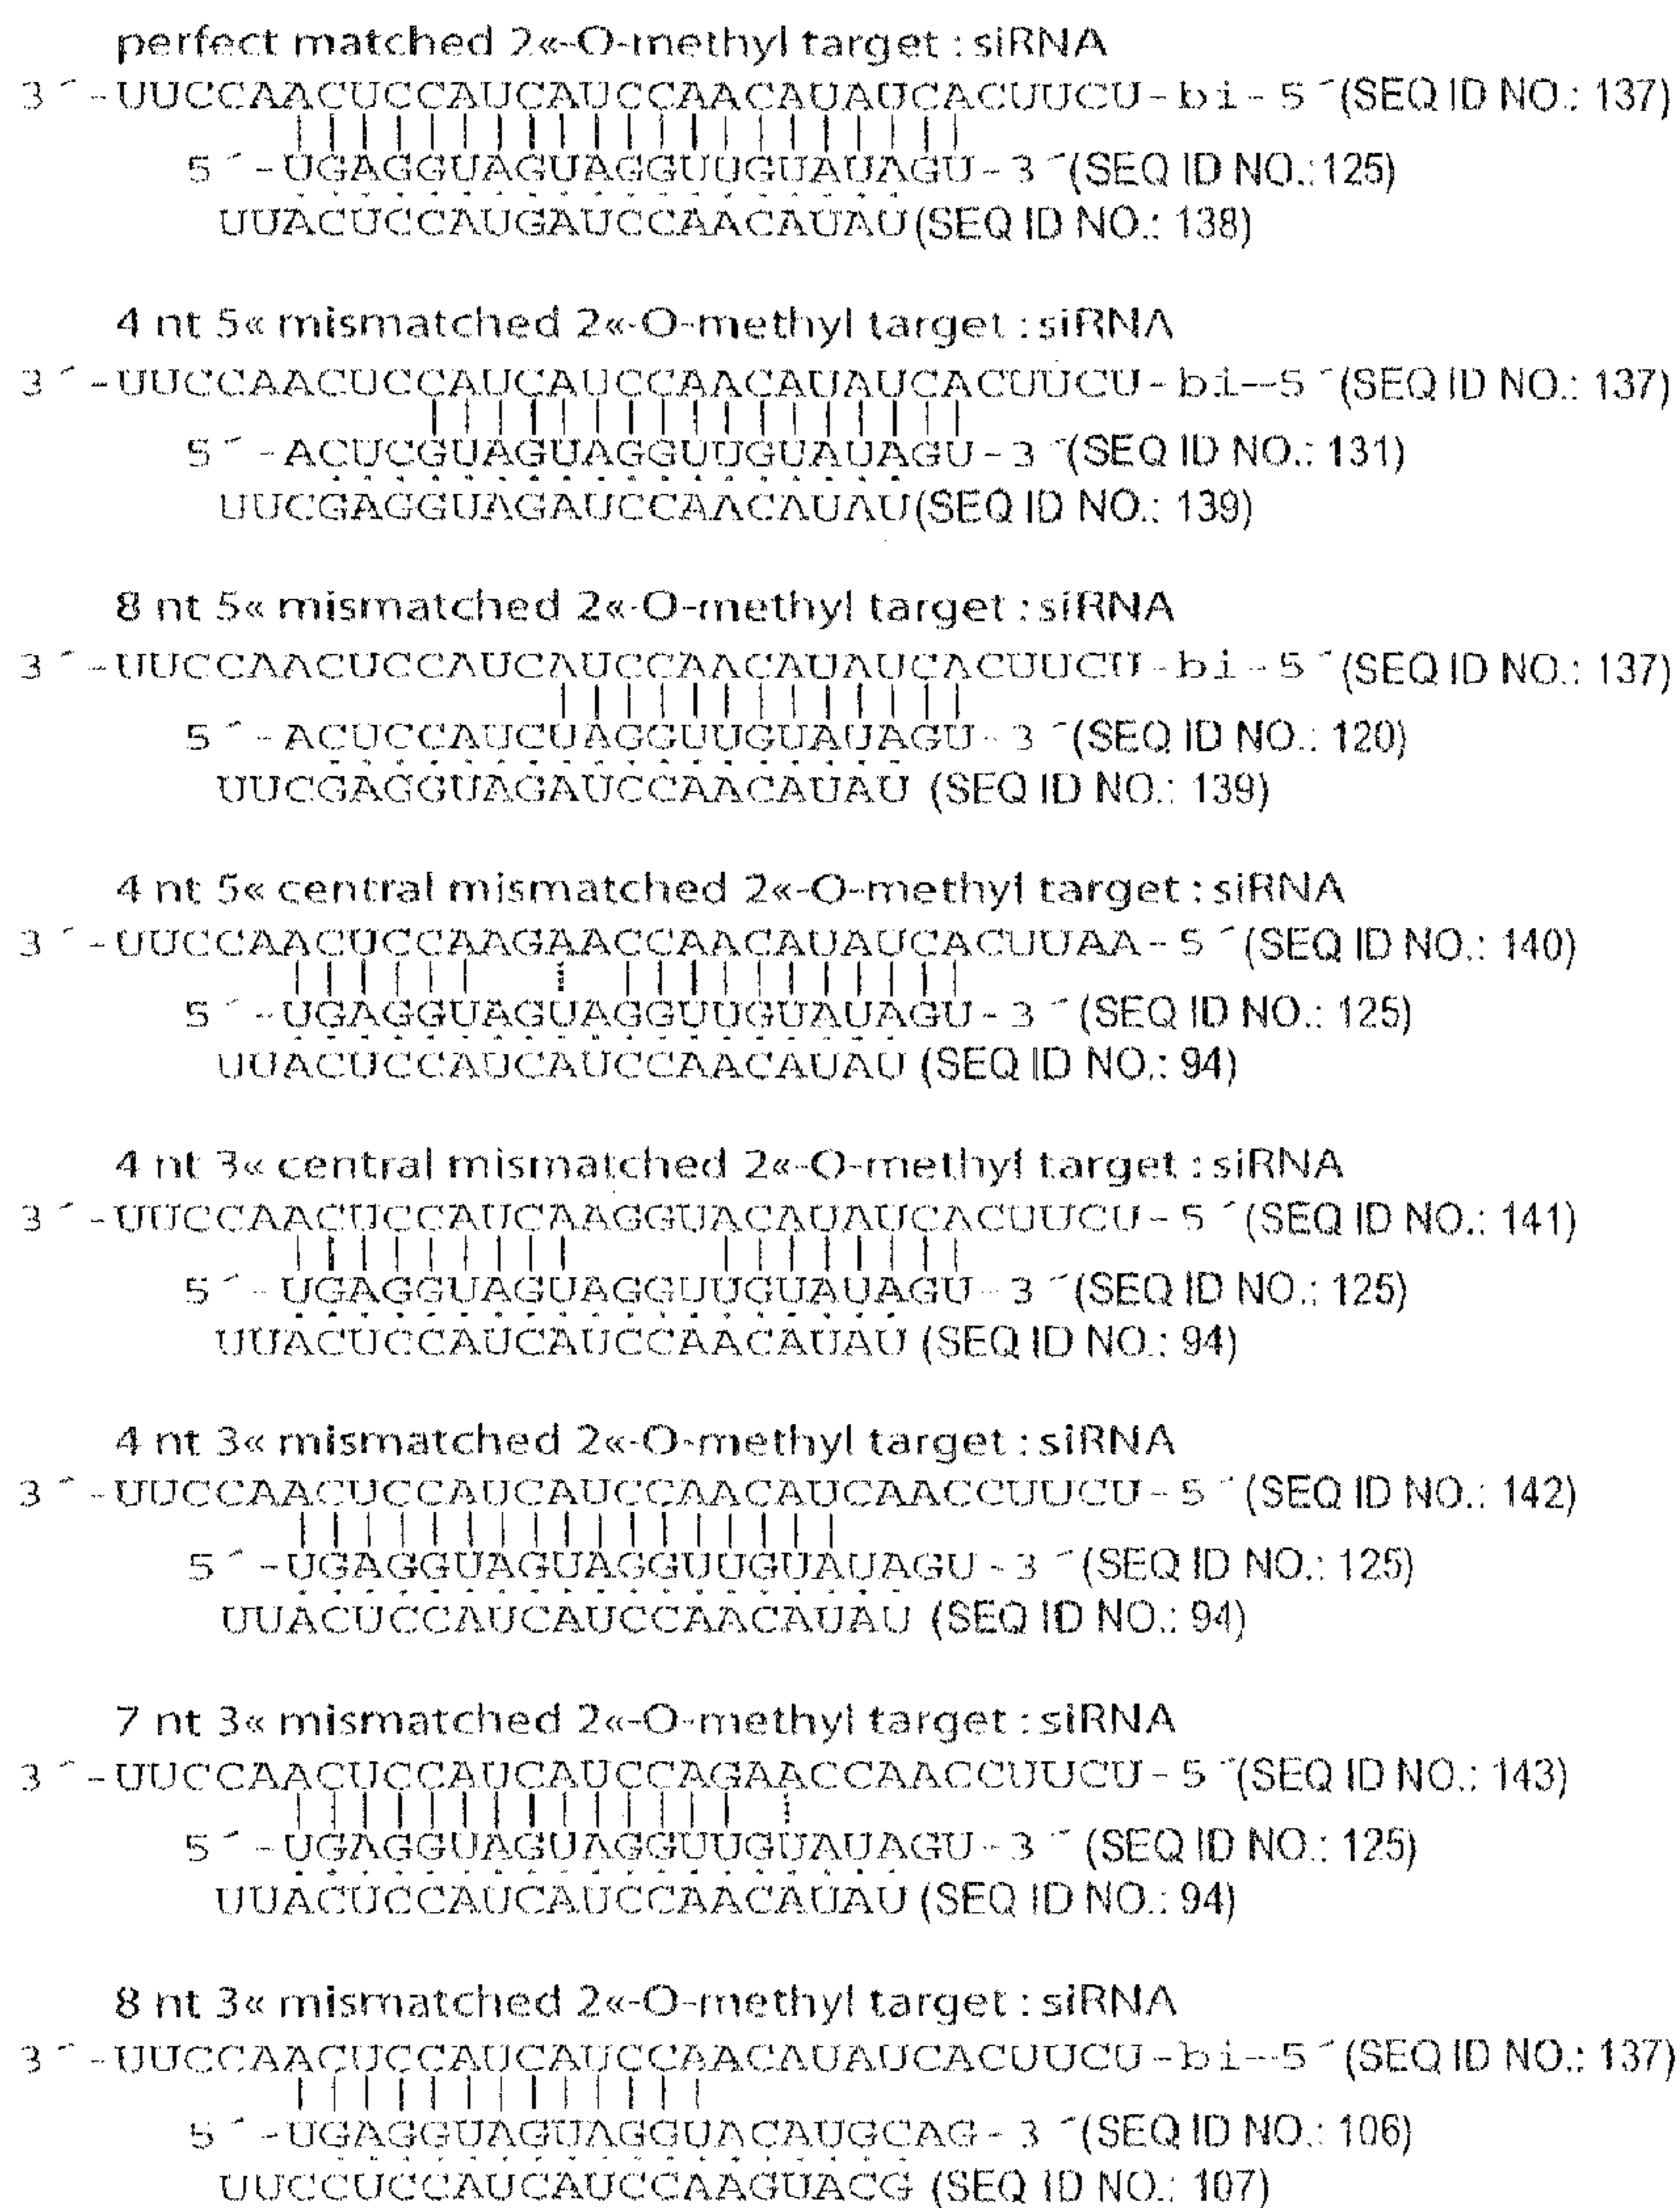 perfect matched 2«-O-methyl target : siRNA
3 ´ -UUCCAACUCCAUCAUCCAACAUAUCACUUCU-bi-5 ´(SEQ ID NO.: 137)
5 ´ -UGAGGUAGUAGGUUGUAUAGU-3 ´(SEQ ID NO.:125)
UUACUCCAUGAUCCAACAUAU(SEQ ID NO.: 138)
4 nt 5« mismatched 2«-O-methyl target : siRNA
3 ´ -UUCCAACUCCAUCAUCCAACAUAUCACUUCU-bi--5 ´(SEQ ID NO.: 137)
5 ´ -ACUCGUAGUAGGUUGUAUAGU-3 ´(SEQ ID NO.: 131)
UUCGAGGUAGAUCCAACAUAU(SEQ ID NO.: 139)
8 nt 5« mismatched 2«-O-methyl target : siRNA
3 ´ -UUCCAACUCCAUCAUCCAACAUAUCACUUCU-bi-5 ´(SEQ ID NO.: 137)
5 ´ -ACUCCAUCUAGGUUGUAUAGU-3 ´(SEQ ID NO.: 120)
UUCGAGGUAGAUCCAACAUAU (SEQ ID NO.: 139)
4 nt 5« central mismatched 2«-O-methyl target : siRNA
3 ´ -UUCCAACUCCAAGAACCAACAUAUCACUUAA-5 ´(SEQ ID NO.: 140)
5 ´ -UGAGGUAGUAGGUUGUAUAGU-3 ´(SEQ ID NO.: 125)
UUACUCCAUCAUCCAACAUAU (SEQ ID NO.: 94)
4 nt 3« central mismatched 2«-O-methyl target : siRNA
3 ´ -UUCCAACUCCAUCAAGGUACAUAUCACUUCU-5 ´(SEQ ID NO.: 141)
5 ´ -UGAGGUAGUAGGUUGUAUAGU-3 ´(SEQ ID NO.: 125)
UUACUCCAUCAUCCAACAUAU (SEQ ID NO.: 94)
4 nt 3« mismatched 2«-O-methyl target : siRNA
3 ´ -UUCCAACUCCAUCAUCCAACAUCAACCUUCU-5 ´(SEQ ID NO.: 142)
5 ´ -UGAGGUAGUAGGUUGUAUAGU-3 ´(SEQ ID NO.: 125)
UUACUCCAUCAUCCAACAUAU (SEQ ID NO.: 94)
7 nt 3« mismatched 2«-O-methyl target : siRNA
3 ´ -UUCCAACUCCAUCAUCCAGAACCAACCUUCU-5 ´(SEQ ID NO.: 143)
5 ´ -UGAGGUAGUAGGUUGUAUAGU-3 ´ (SEQ ID NO.: 125)
UUACUCCAUCAUCCAACAUAU (SEQ ID NO.: 94)
8 nt 3« mismatched 2«-O-methyl target : siRNA
3 ´ -UUCCAACUCCAUCAUCCAACAUAUCACUUCU-bi--5 ´(SEQ ID NO.: 137)
5 ´ -UGAGGUAGUAGGUACAUGCAG-3 ´(SEQ ID NO.: 106)
UUCCUCCAUCAUCCAAGUACG (SEQ ID NO.: 107)